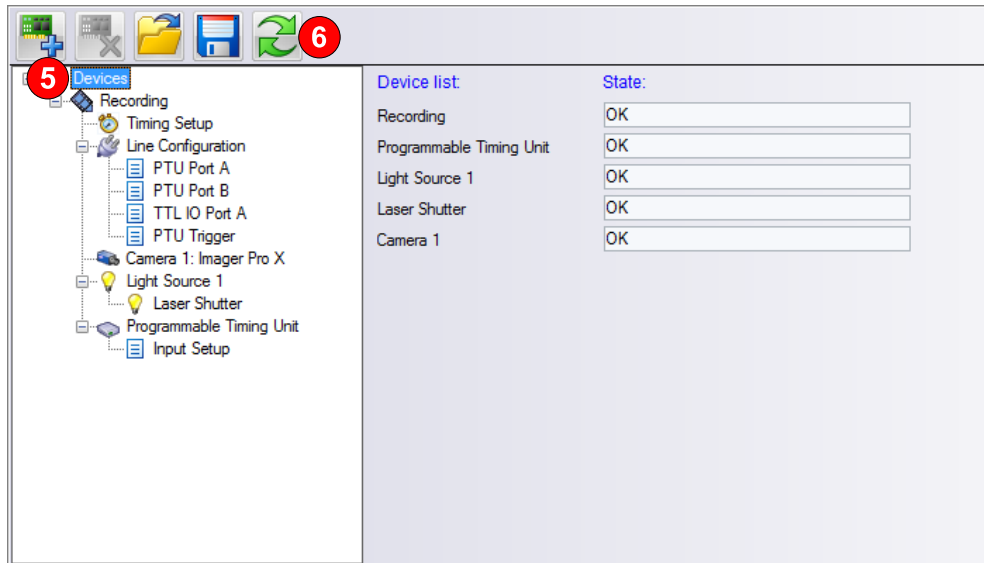 6
5
Devices
Recording
Timing Setup
Line Configuration
PTU Port A
PTU Port B
TTL IO Port A
PTU Trigger
Camera 1: Imager Pro X
Light Source 1
Laser Shutter
Programmable Timing Unit
Input Setup
Device list: State:
Recording OK
Programmable Timing Unit OK
Light Source 1 OK
Laser Shutter OK
Camera 1 OK